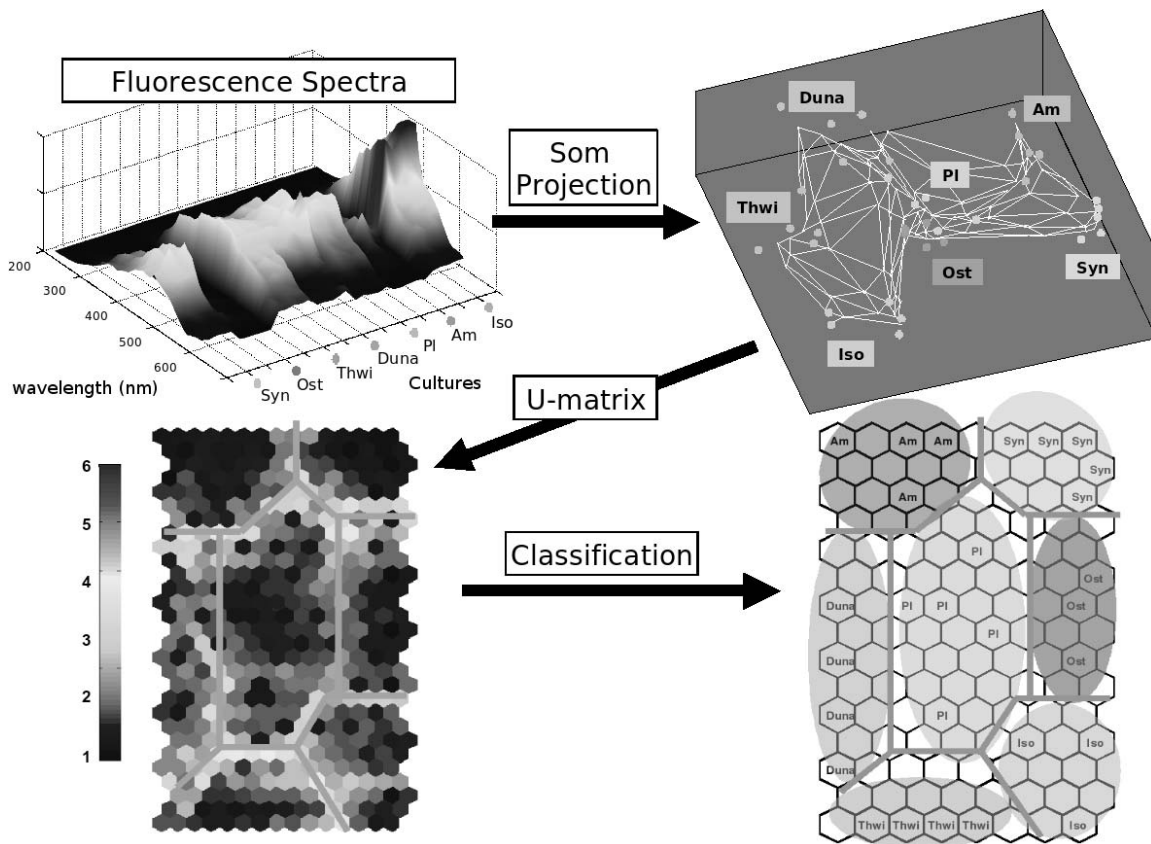 Fluorescence Spectra
200
300
400
500
600
wavelength (nm)
Syn
Ost
Thwi
Duna
Pl
Am
Iso
Cultures
Som
Projection
Duna
Am
Pl
Thwi
Ost
Syn
Iso
U-matrix
6
5
4
3
2
1
Classification
Am Am Am Syn Syn Syn
Syn
Am Syn
Pl
Ost
Duna Pl Pl Ost
Pl
Duna Ost
Duna Pl
Iso Iso
Duna
Thwi Thwi Thwi Thwi Iso